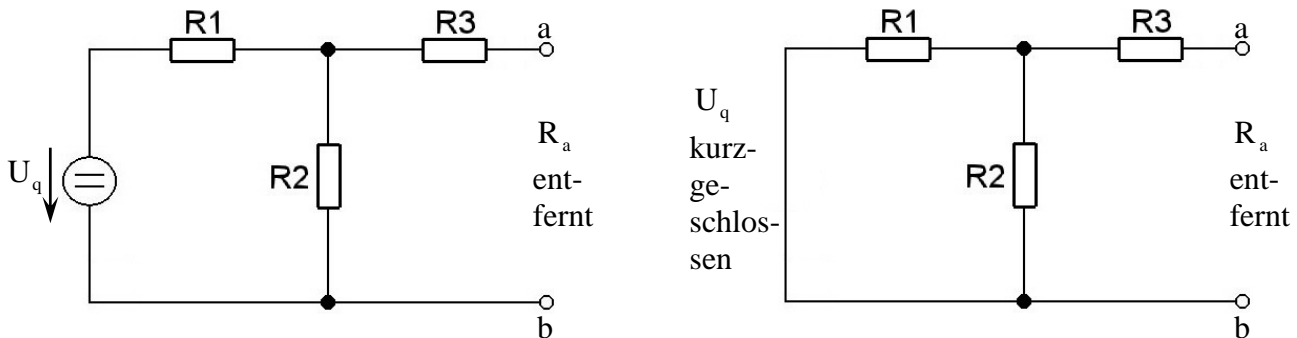 R1
R3
a
U q
R2
R a
ent-
fernt
b
R1
R3
a
U q
kurz-
ge-
schlos-
sen
R2
R a
ent-
fernt
b